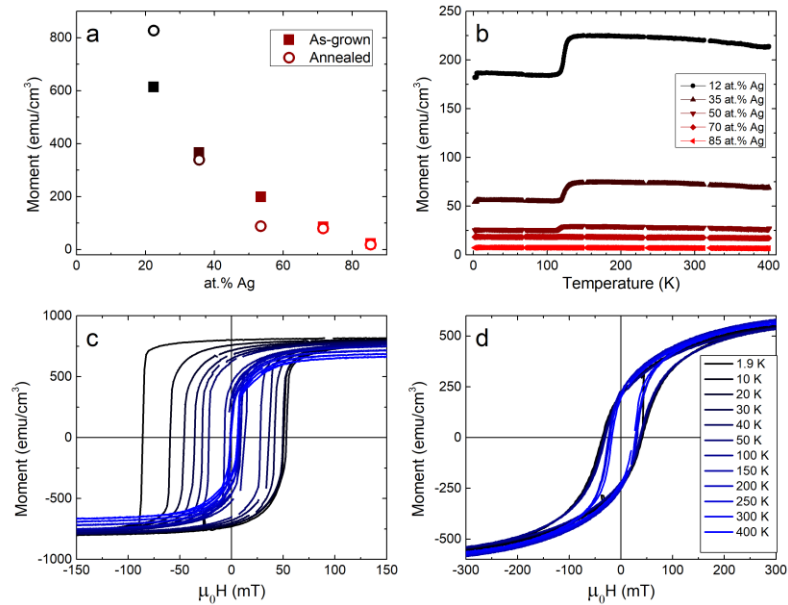 a
As-grown
Annealed
Moment (emu/cm³)
800
600
400
200
0
0 20 40 60 80
at.% Ag
b
12 at.% Ag
35 at.% Ag
50 at.% Ag
70 at.% Ag
85 at.% Ag
Moment (emu/cm³)
250
225
200
175
75
50
25
0
0 100 200 300 400
Temperature (K)
c
Moment (emu/cm³)
1000
500
0
-500
-1000
-150 -100 -50 0 50 100 150
μ₀H (mT)
d
1.9 K
10 K
20 K
30 K
40 K
50 K
100 K
150 K
200 K
250 K
300 K
400 K
Moment (emu/cm³)
500
250
0
-250
-500
-300 -200 -100 0 100 200 300
μ₀H (mT)